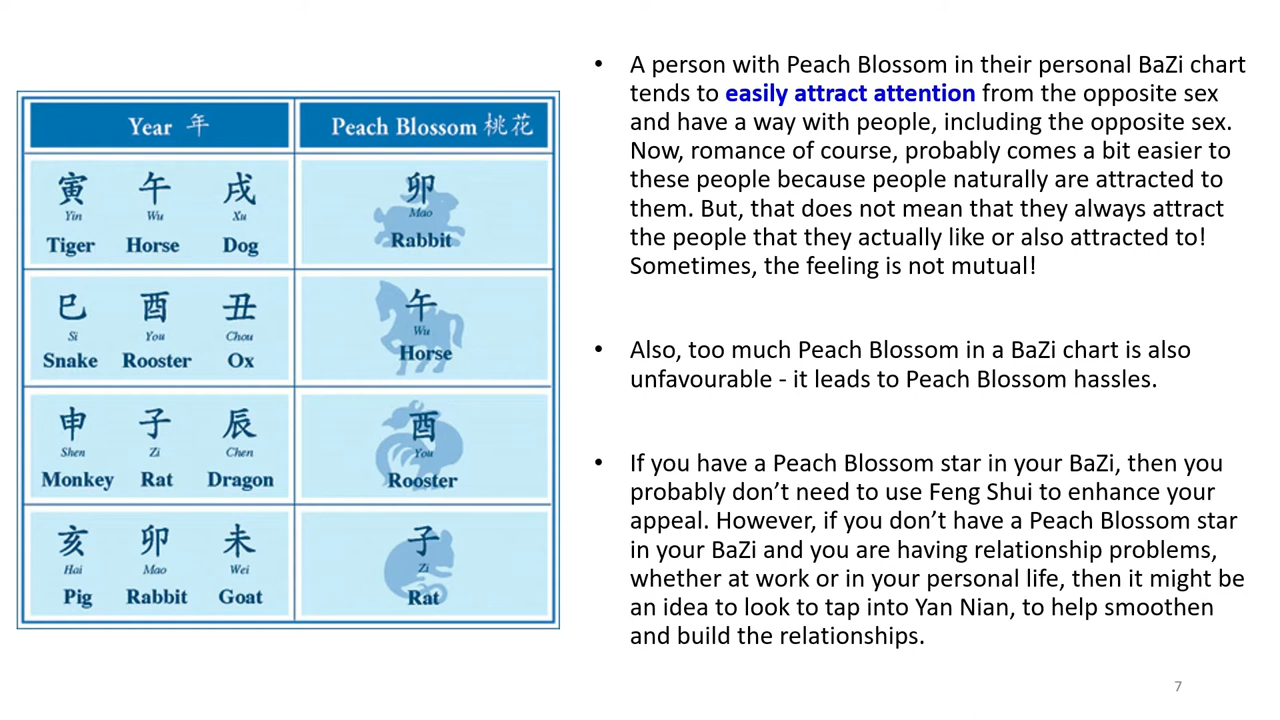 Year 年
Peach Blossom 桃花
寅 午 戌
Yin Wu Xu
Tiger Horse Dog
卯
Mao
Rabbit
巳 酉 丑
Si You Chou
Snake Rooster Ox
午
Wu
Horse
申 子 辰
Shen Zi Chen
Monkey Rat Dragon
酉
You
Rooster
亥 卯 未
Hai Mao Wei
Pig Rabbit Goat
子
Zi
Rat
• A person with Peach Blossom in their personal BaZi chart
tends to easily attract attention from the opposite sex
and have a way with people, including the opposite sex.
Now, romance of course, probably comes a bit easier to
these people because people naturally are attracted to
them. But, that does not mean that they always attract
the people that they actually like or also attracted to!
Sometimes, the feeling is not mutual!
• Also, too much Peach Blossom in a BaZi chart is also
unfavourable - it leads to Peach Blossom hassles.
• If you have a Peach Blossom star in your BaZi, then you
probably don’t need to use Feng Shui to enhance your
appeal. However, if you don’t have a Peach Blossom star
in your BaZi and you are having relationship problems,
whether at work or in your personal life, then it might be
an idea to look to tap into Yan Nian, to help smoothen
and build the relationships.
7